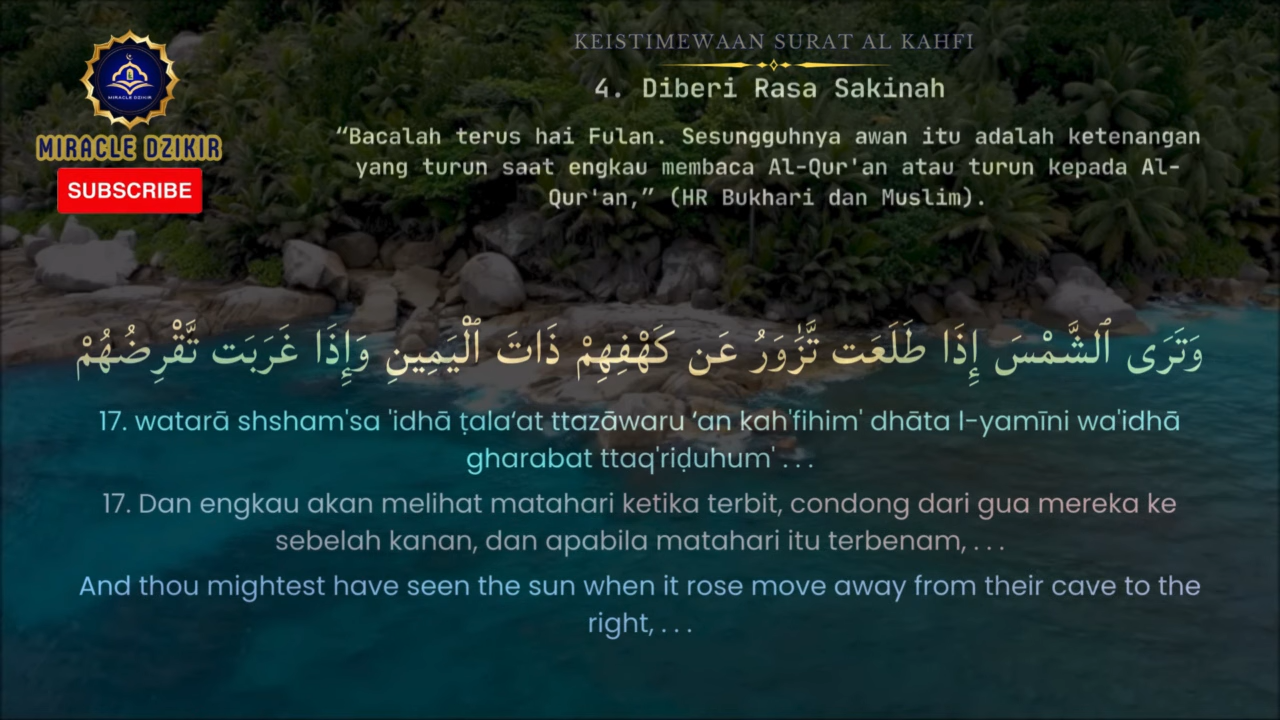 KEISTIMEWAAN SURAT AL KAHFI
4. Diberi Rasa Sakinah
“Bacalah terus hai Fulan. Sesungguhnya awan itu adalah ketenangan
yang turun saat engkau membaca Al-Qur'an atau turun kepada Al-
Qur'an,” (HR Bukhari dan Muslim).
MIRACLE DZIKIR
MIRACLE DZIKIR
SUBSCRIBE
وَتَرَى ٱلشَّمْسَ إِذَا طَلَعَت تَّزَٰوَرُ عَن كَهْفِهِمْ ذَاتَ ٱلْيَمِينِ وَإِذَا غَرَبَت تَّقْرِضُهُمْ
17. watarā shsham'sa 'idhā ṭala‘at ttazāwaru ‘an kah'fihim' dhāta l-yamīni wa'idhā
gharabat ttaq'riḍuhum' . . .
17. Dan engkau akan melihat matahari ketika terbit, condong dari gua mereka ke
sebelah kanan, dan apabila matahari itu terbenam, . . .
And thou mightest have seen the sun when it rose move away from their cave to the
right, . . .